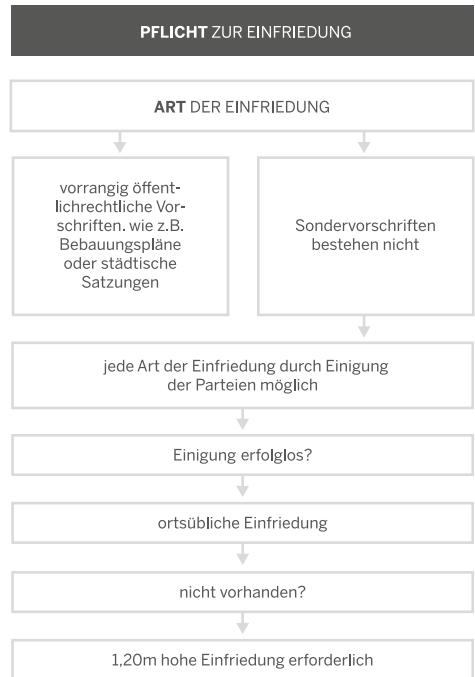 PFLICHT ZUR EINFRIEDUNG
ART DER EINFRIEDUNG
vorrangig öffent-
lichrechtliche Vor-
schriften. wie z.B.
Bebauungspläne
oder städtische
Satzungen
Sondervorschriften
bestehen nicht
jede Art der Einfriedung durch Einigung
der Parteien möglich
Einigung erfolglos?
ortsübliche Einfriedung
nicht vorhanden?
1,20m hohe Einfriedung erforderlich